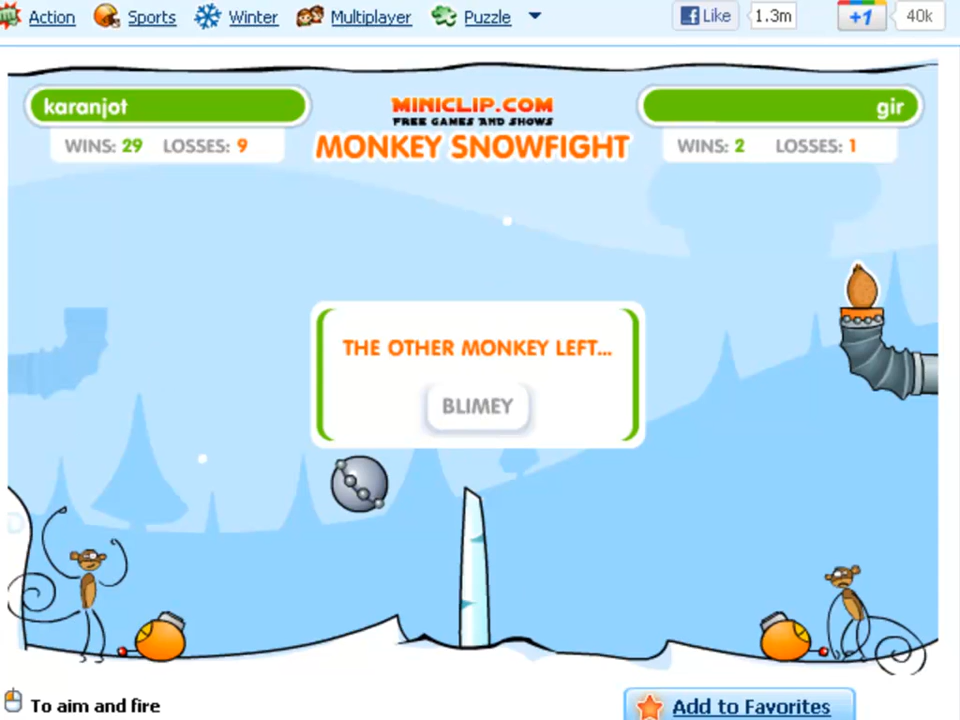 Action Sports Winter Multiplayer Puzzle Like 1.3m +1 40k
karanjot
WINS: 29 LOSSES: 9
MINICLIP.COM
FREE GAMES AND SHOWS
MONKEY SNOWFIGHT
gir
WINS: 2 LOSSES: 1
THE OTHER MONKEY LEFT...
BLIMEY
To aim and fire
Add to Favorites